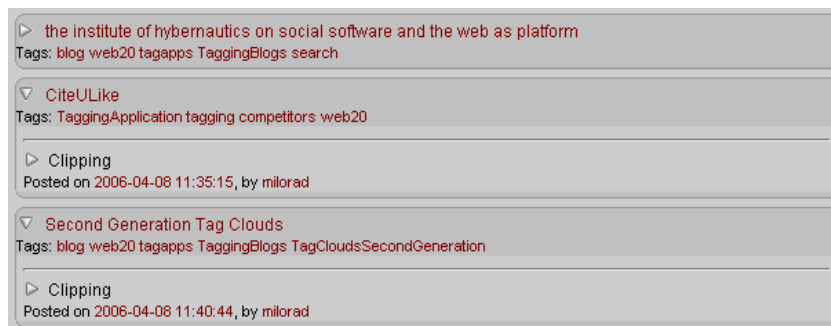 the institute of hybernautics on social software and the web as platform
Tags: blog web20 tagapps TaggingBlogs search
CiteULike
Tags: TaggingApplication tagging competitors web20
Clipping
Posted on 2006-04-08 11:35:15, by milorad
Second Generation Tag Clouds
Tags: blog web20 tagapps TaggingBlogs TagCloudsSecondGeneration
Clipping
Posted on 2006-04-08 11:40:44, by milorad